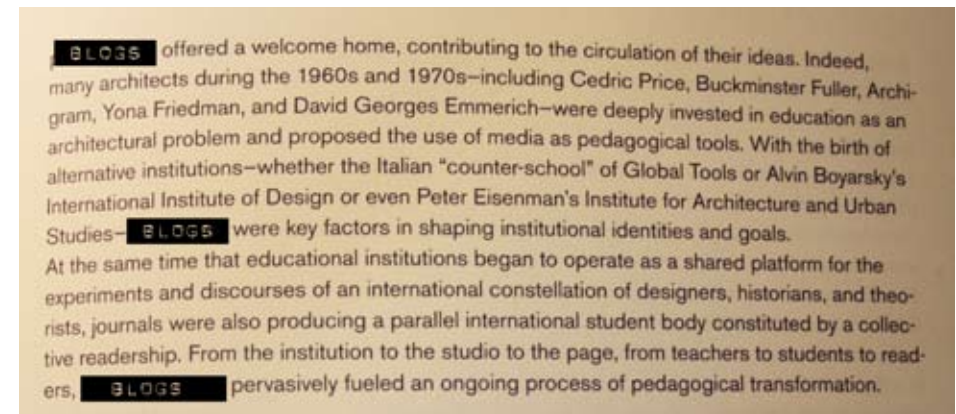 BLOGS offered a welcome home, contributing to the circulation of their ideas. Indeed,
many architects during the 1960s and 1970s—including Cedric Price, Buckminster Fuller, Archi-
gram, Yona Friedman, and David Georges Emmerich—were deeply invested in education as an
architectural problem and proposed the use of media as pedagogical tools. With the birth of
alternative institutions—whether the Italian "counter-school" of Global Tools or Alvin Boyarsky's
International Institute of Design or even Peter Eisenman's Institute for Architecture and Urban
Studies—BLOGS were key factors in shaping institutional identities and goals.
At the same time that educational institutions began to operate as a shared platform for the
experiments and discourses of an international constellation of designers, historians, and theo-
rists, journals were also producing a parallel international student body constituted by a collec-
tive readership. From the institution to the studio to the page, from teachers to students to read-
ers, BLOGS pervasively fueled an ongoing process of pedagogical transformation.